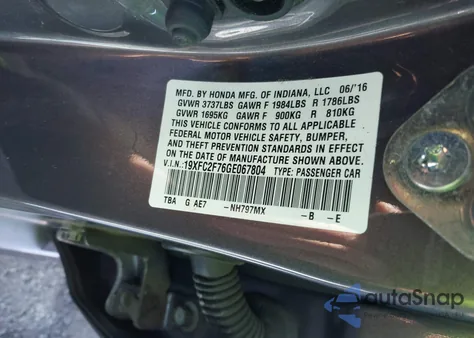 MFD. BY HONDA MFG. OF INDIANA, LLC 06/'16
GVWR 3737LBS GAWR F 1984LBS R 1786LBS
GVWR 1695KG GAWR F 900KG R 810KG
THIS VEHICLE CONFORMS TO ALL APPLICABLE
FEDERAL MOTOR VEHICLE SAFETY, BUMPER,
AND THEFT PREVENTION STANDARDS IN EFFECT
ON THE DATE OF MANUFACTURE SHOWN ABOVE.
V.I.N.:19XFC2F76GE067804 TYPE: PASSENGER CAR
TBA G AE7 -NH797MX -B -E
autoSnap